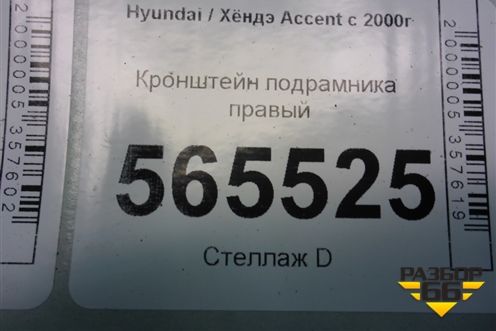 Hyundai / Хёндэ Accent с 2000г
Кронштейн подрамника
правый
565525
Стеллаж D
2000005357602
2000005357619
РАЗБОР
66